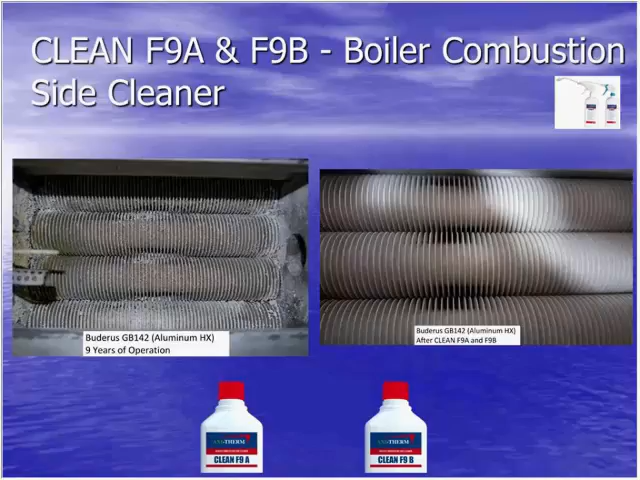 CLEAN F9A & F9B - Boiler Combustion
Side Cleaner
Buderus GB142 (Aluminum HX)
9 Years of Operation
Buderus GB142 (Aluminum HX)
After CLEAN F9A and F9B
CLEAN F9 A
CLEAN F9 B